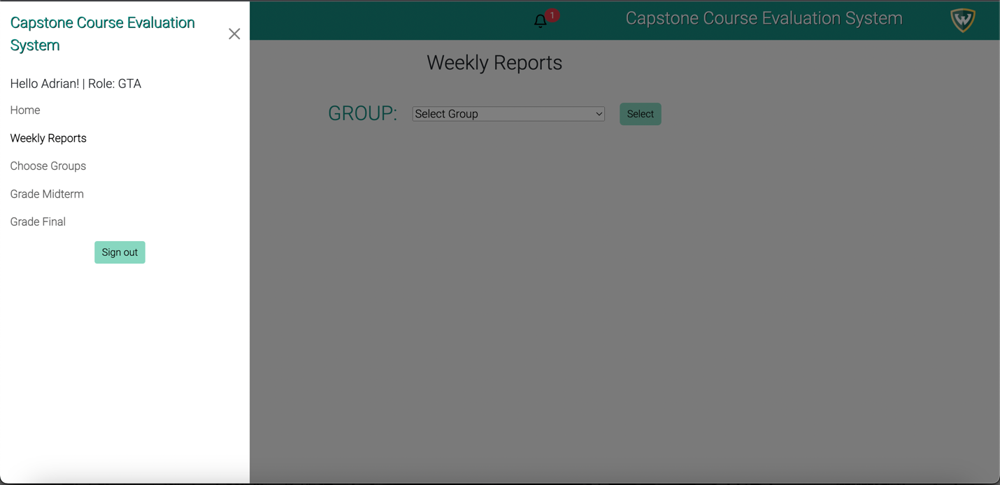 Capstone Course Evaluation
System
Hello Adrian! | Role: GTA
Home
Weekly Reports
Choose Groups
Grade Midterm
Grade Final
Sign out
1
Capstone Course Evaluation System
W
Weekly Reports
GROUP: Select Group Select